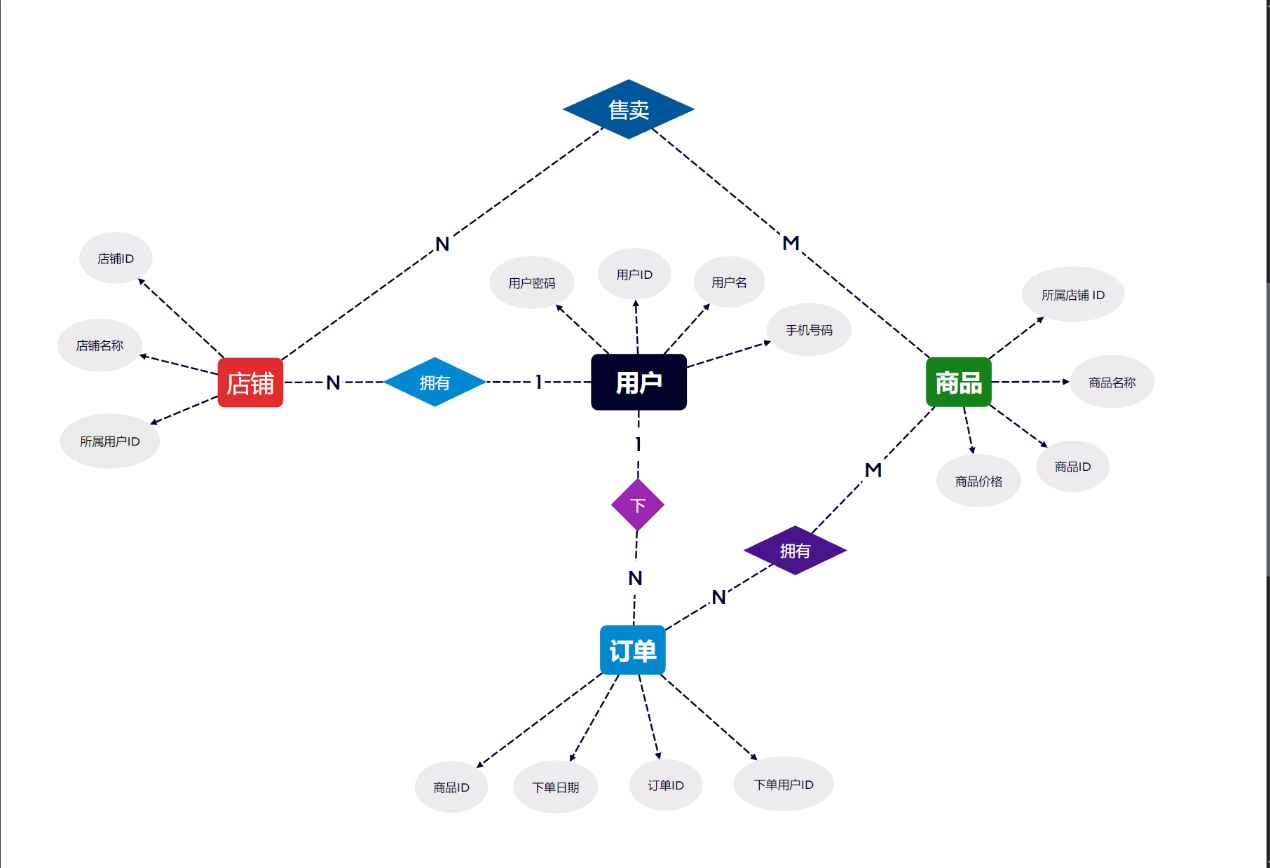 售卖
N
M
店铺ID
用户密码
用户ID
用户名
所属店铺 ID
店铺名称
手机号码
店铺
N
拥有
1
用户
商品
商品名称
所属用户ID
1
M
商品ID
商品价格
下
拥有
N
N
订单
商品ID
下单日期
订单ID
下单用户ID